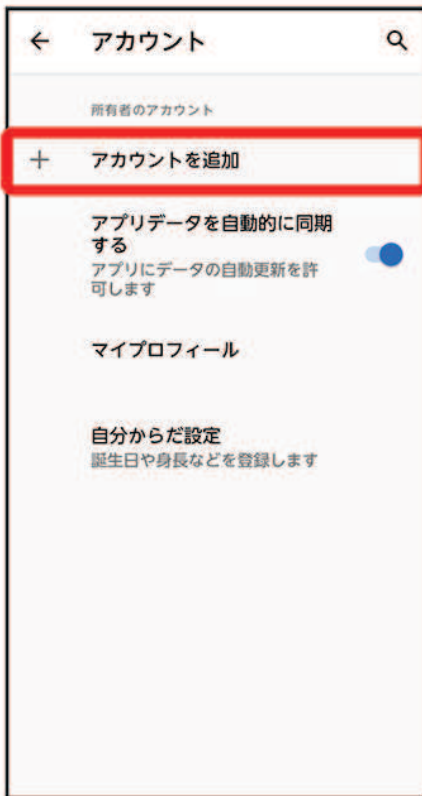 アカウント
所有者のアカウント
アカウントを追加
アプリデータを自動的に同期
する
アプリにデータの自動更新を許
可します
マイプロフィール
自分からだ設定
誕生日や身長などを登録します